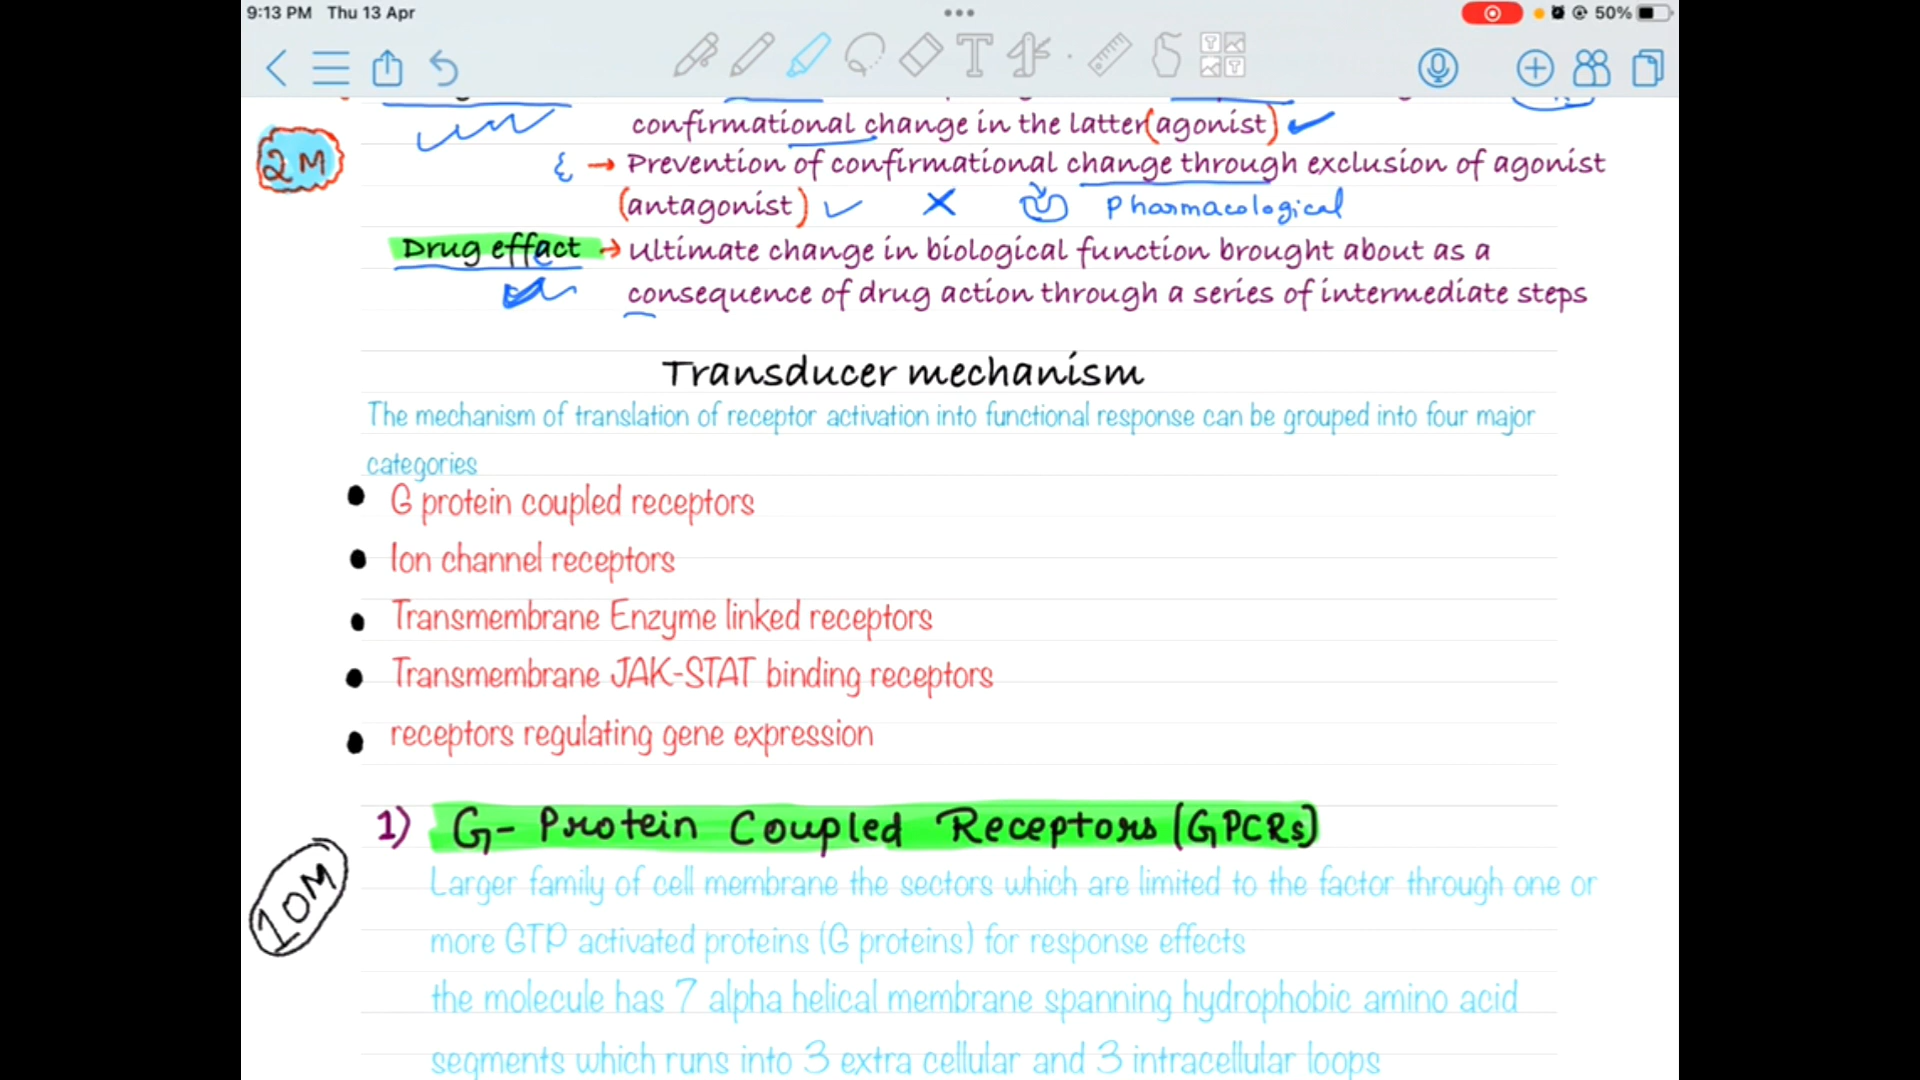 9:13 PM Thu 13 Apr
50%
confirmational change in the latter(agonist)
2M
→ Prevention of confirmational change through exclusion of agonist
(antagonist) Pharmacological
Drug effect → Ultimate change in biological function brought about as a
consequence of drug action through a series of intermediate steps
Transducer mechanism
The mechanism of translation of receptor activation into functional response can be grouped into four major
categories
• G protein coupled receptors
• Ion channel receptors
• Transmembrane Enzyme linked receptors
• Transmembrane JAK-STAT binding receptors
• receptors regulating gene expression
1) G- Protein Coupled Receptors (GPCRs)
10M
Larger family of cell membrane the sectors which are limited to the factor through one or
more GTP activated proteins (G proteins) for response effects
the molecule has 7 alpha helical membrane spanning hydrophobic amino acid
segments which runs into 3 extra cellular and 3 intracellular loops